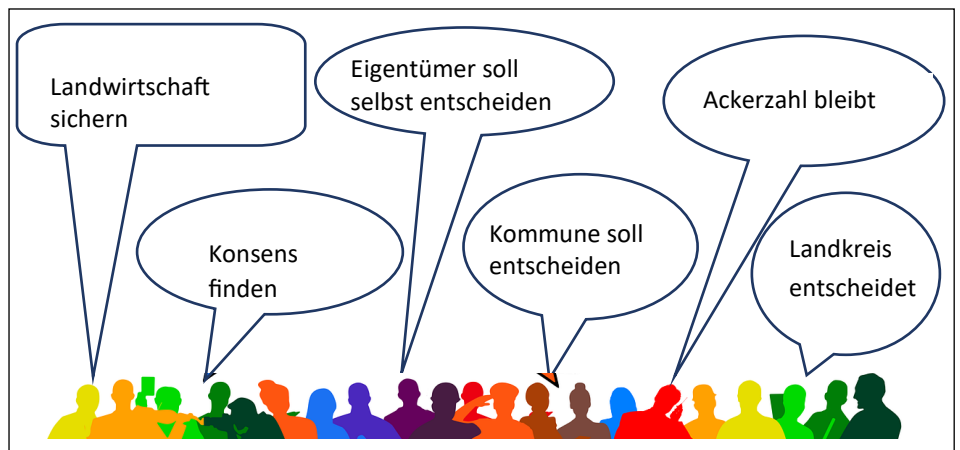 Landwirtschaft
sichern
Eigentümer soll
selbst entscheiden
Ackerzahl bleibt
Konsens
finden
Kommune soll
entscheiden
Landkreis
entscheidet